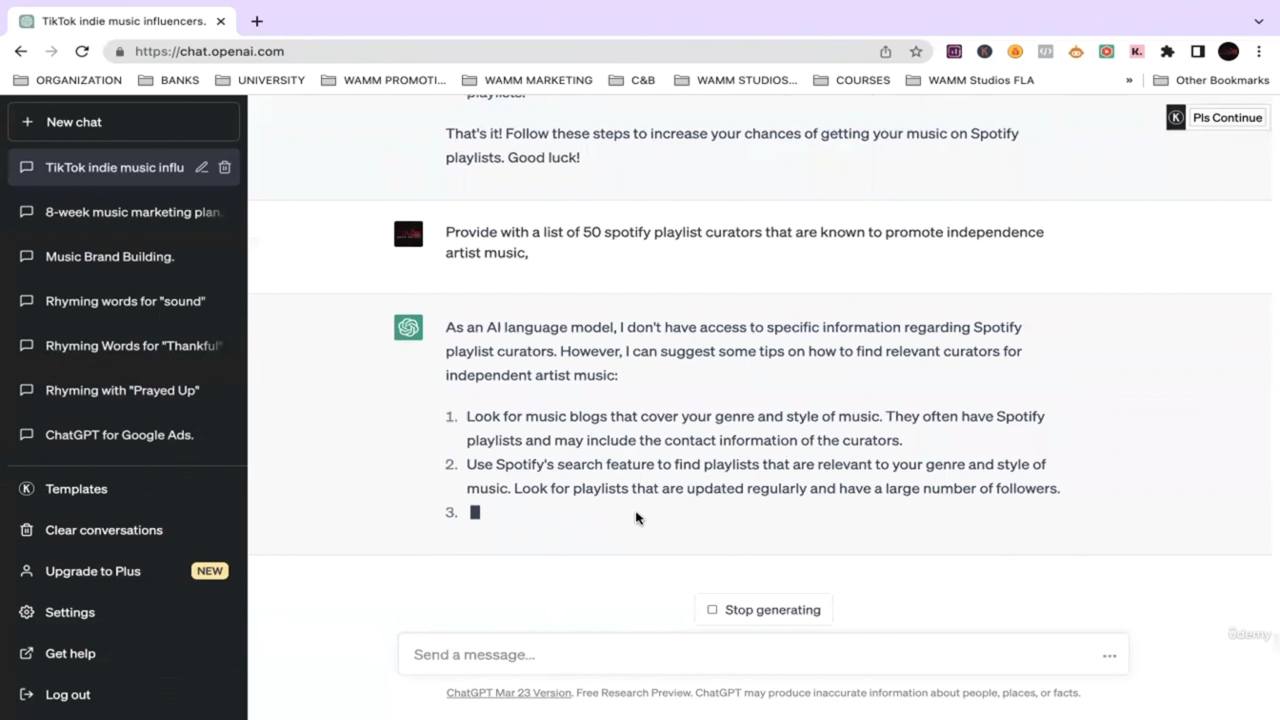 TikTok indie music influencers.
https://chat.openai.com
ORGANIZATION
BANKS
UNIVERSITY
WAMM PROMOTI...
WAMM MARKETING
C&B
WAMM STUDIOS...
COURSES
WAMM Studios FLA
»
Other Bookmarks
New chat
TikTok indie music influ
8-week music marketing plan.
Music Brand Building.
Rhyming words for "sound"
Rhyming Words for "Thankful"
Rhyming with "Prayed Up"
ChatGPT for Google Ads.
Templates
Clear conversations
Upgrade to Plus NEW
Settings
Get help
Log out
playlists.
That's it! Follow these steps to increase your chances of getting your music on Spotify
playlists. Good luck!
K Pls Continue
Provide with a list of 50 spotify playlist curators that are known to promote independence
artist music,
As an AI language model, I don't have access to specific information regarding Spotify
playlist curators. However, I can suggest some tips on how to find relevant curators for
independent artist music:
1. Look for music blogs that cover your genre and style of music. They often have Spotify
playlists and may include the contact information of the curators.
2. Use Spotify's search feature to find playlists that are relevant to your genre and style of
music. Look for playlists that are updated regularly and have a large number of followers.
3.
Stop generating
Send a message...
ChatGPT Mar 23 Version. Free Research Preview. ChatGPT may produce inaccurate information about people, places, or facts.
ûdemy